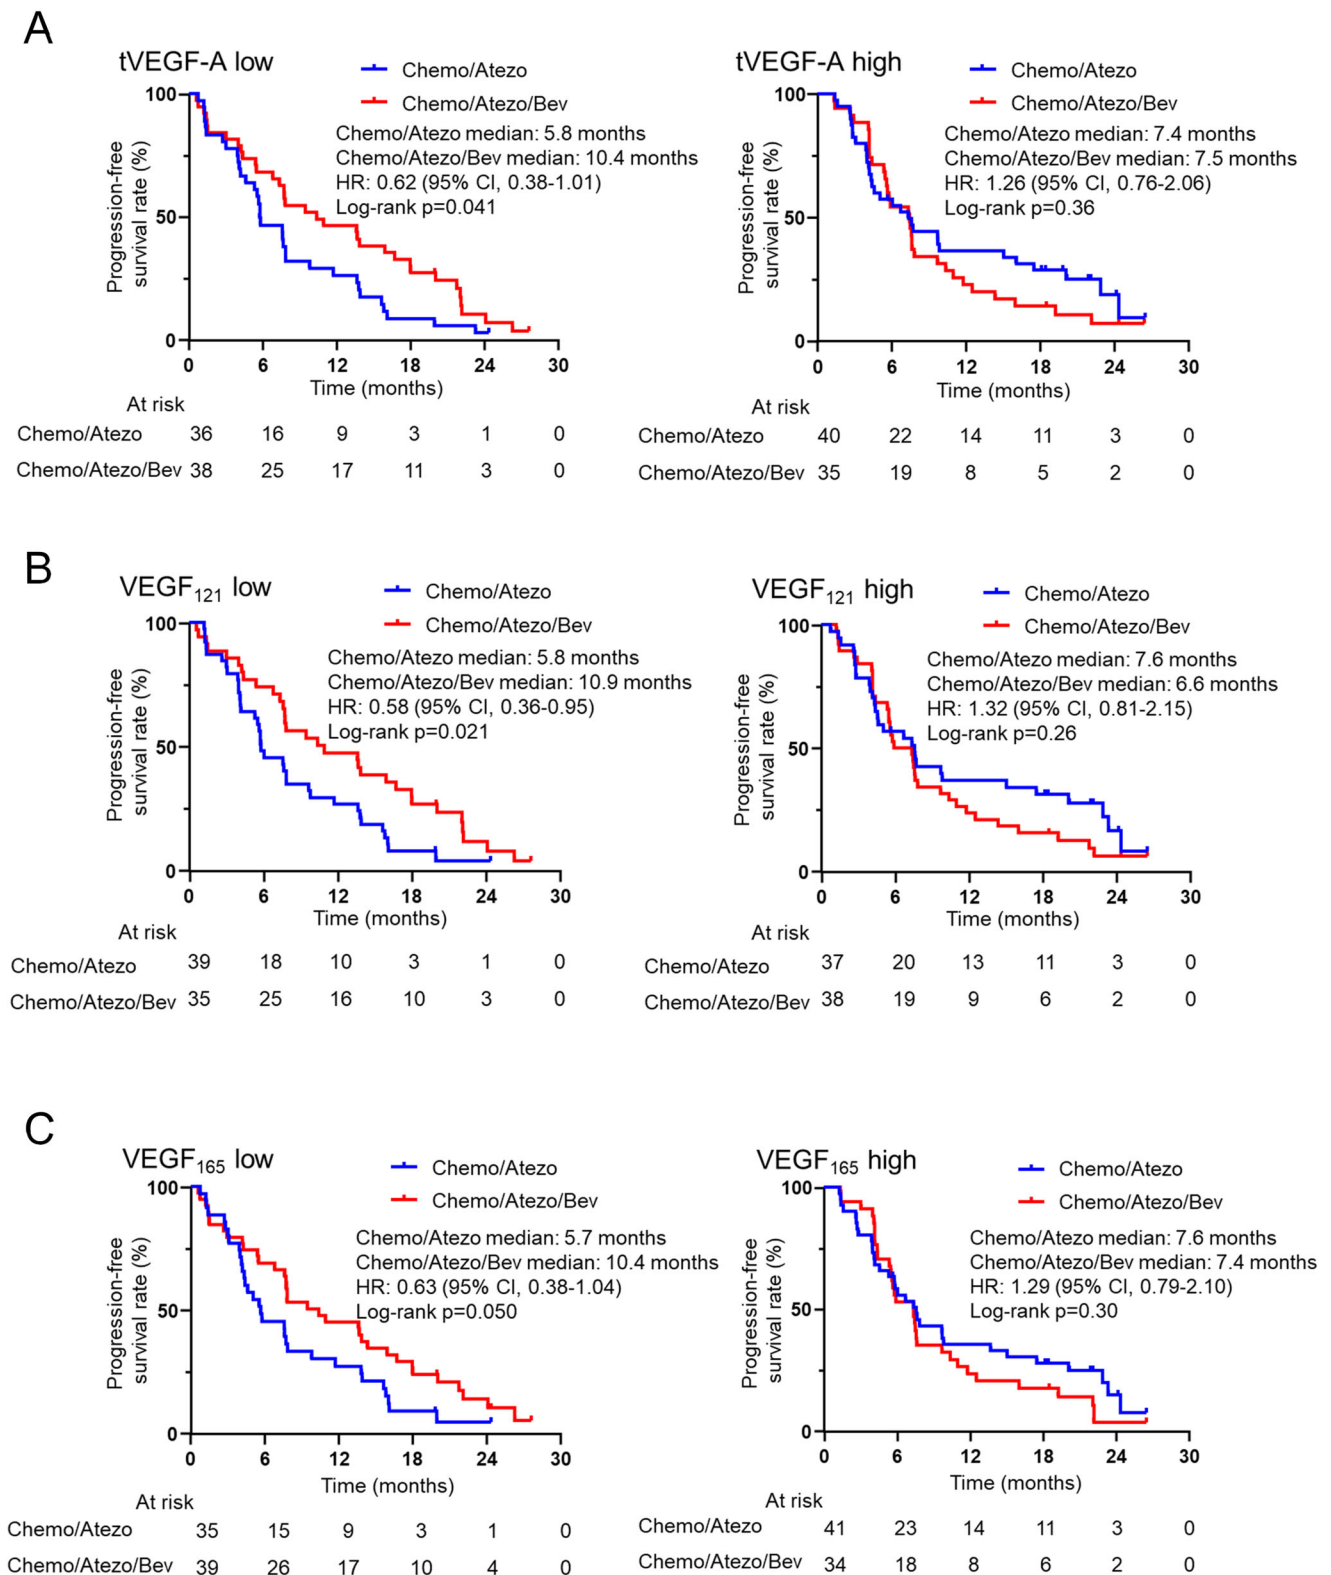 A
tVEGF-A low
Chemo/Atezo
Chemo/Atezo/Bev
Chemo/Atezo median: 5.8 months
Chemo/Atezo/Bev median: 10.4 months
HR: 0.62 (95% CI, 0.38-1.01)
Log-rank p=0.041
Progression-free
survival rate (%)
100
50
0
0 6 12 18 24 30
Time (months)
At risk
Chemo/Atezo 36 16 9 3 1 0
Chemo/Atezo/Bev 38 25 17 11 3 0
tVEGF-A high
Chemo/Atezo
Chemo/Atezo/Bev
Chemo/Atezo median: 7.4 months
Chemo/Atezo/Bev median: 7.5 months
HR: 1.26 (95% CI, 0.76-2.06)
Log-rank p=0.36
Progression-free
survival rate (%)
100
50
0
0 6 12 18 24 30
Time (months)
At risk
Chemo/Atezo 40 22 14 11 3 0
Chemo/Atezo/Bev 35 19 8 5 2 0
B
VEGF121 low
Chemo/Atezo
Chemo/Atezo/Bev
Chemo/Atezo median: 5.8 months
Chemo/Atezo/Bev median: 10.9 months
HR: 0.58 (95% CI, 0.36-0.95)
Log-rank p=0.021
Progression-free
survival rate (%)
100
50
0
0 6 12 18 24 30
Time (months)
At risk
Chemo/Atezo 39 18 10 3 1 0
Chemo/Atezo/Bev 35 25 16 10 3 0
VEGF121 high
Chemo/Atezo
Chemo/Atezo/Bev
Chemo/Atezo median: 7.6 months
Chemo/Atezo/Bev median: 6.6 months
HR: 1.32 (95% CI, 0.81-2.15)
Log-rank p=0.26
Progression-free
survival rate (%)
100
50
0
0 6 12 18 24 30
Time (months)
At risk
Chemo/Atezo 37 20 13 11 3 0
Chemo/Atezo/Bev 38 19 9 6 2 0
C
VEGF165 low
Chemo/Atezo
Chemo/Atezo/Bev
Chemo/Atezo median: 5.7 months
Chemo/Atezo/Bev median: 10.4 months
HR: 0.63 (95% CI, 0.38-1.04)
Log-rank p=0.050
Progression-free
survival rate (%)
100
50
0
0 6 12 18 24 30
Time (months)
At risk
Chemo/Atezo 35 15 9 3 1 0
Chemo/Atezo/Bev 39 26 17 10 4 0
VEGF165 high
Chemo/Atezo
Chemo/Atezo/Bev
Chemo/Atezo median: 7.6 months
Chemo/Atezo/Bev median: 7.4 months
HR: 1.29 (95% CI, 0.79-2.10)
Log-rank p=0.30
Progression-free
survival rate (%)
100
50
0
0 6 12 18 24 30
Time (months)
At risk
Chemo/Atezo 41 23 14 11 3 0
Chemo/Atezo/Bev 34 18 8 6 2 0